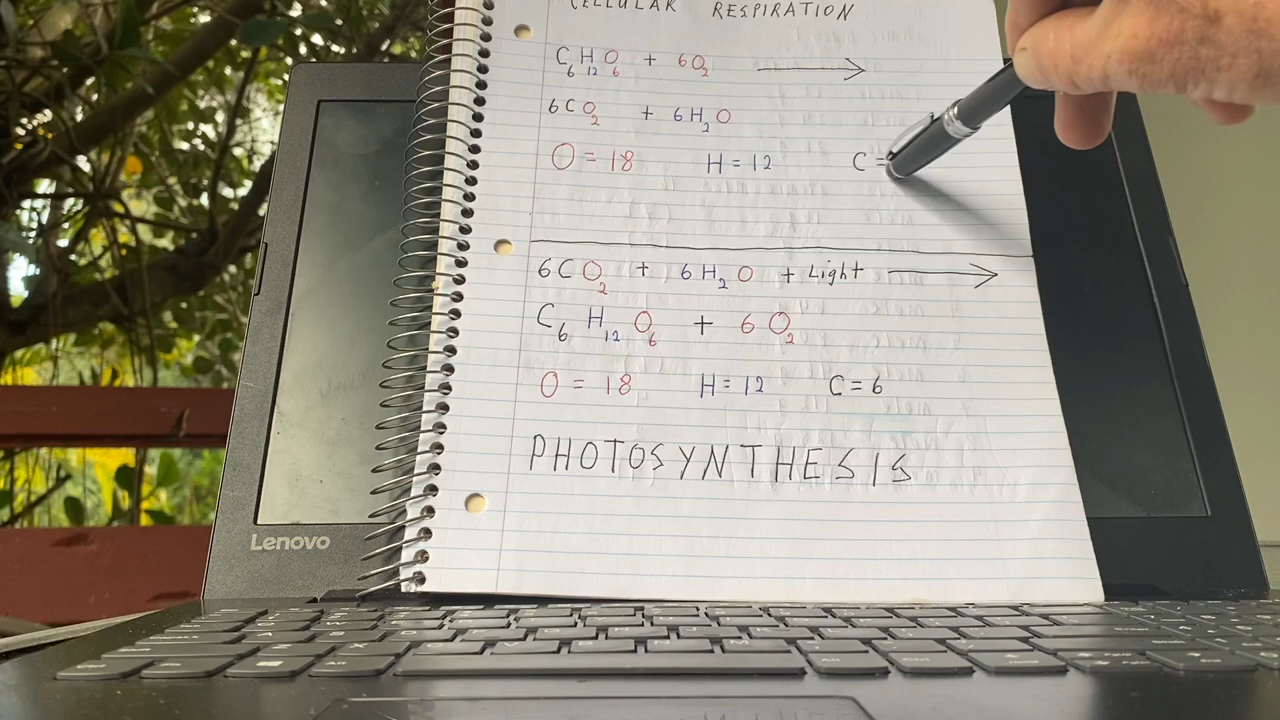 CELLULAR RESPIRATION
C6H12O6 + 6O2 →
6CO2 + 6H2O
O = 18 H = 12 C =
6CO2 + 6H2O + Light →
C6H12O6 + 6O2
O = 18 H = 12 C = 6
PHOTOSYNTHESIS
Lenovo